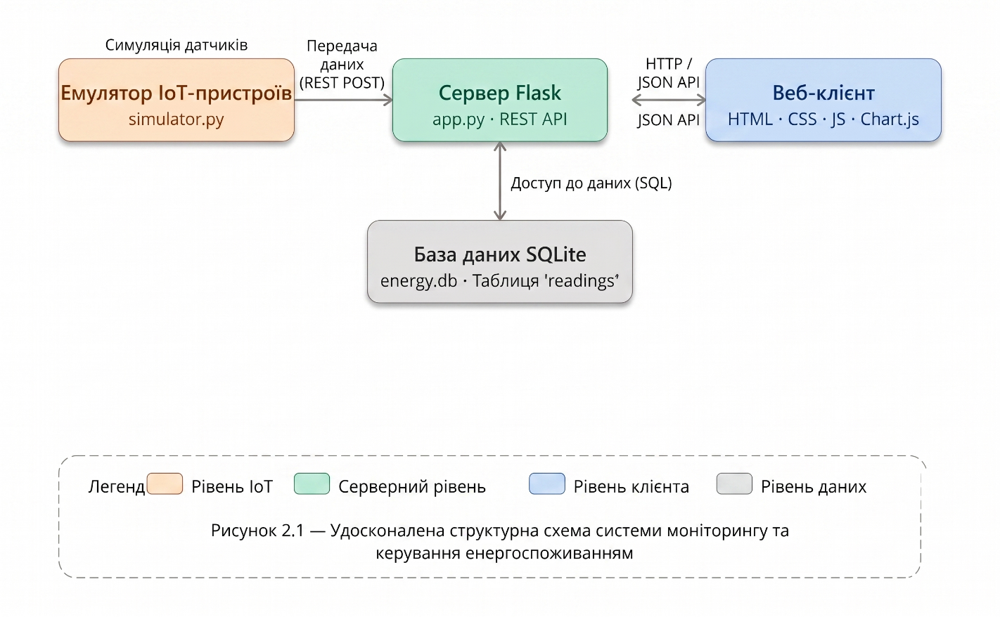 Симуляція датчиків
Передача
даних
(REST POST)
Емулятор IoT-пристроїв
simulator.py
Сервер Flask
app.py · REST API
HTTP /
JSON API
JSON API
Веб-клієнт
HTML · CSS · JS · Chart.js
Доступ до даних (SQL)
База даних SQLite
energy.db · Таблиця 'readings'
Легенд
Рівень IoT
Серверний рівень
Рівень клієнта
Рівень даних
Рисунок 2.1 — Удосконалена структурна схема системи моніторингу та
керування енергоспоживанням